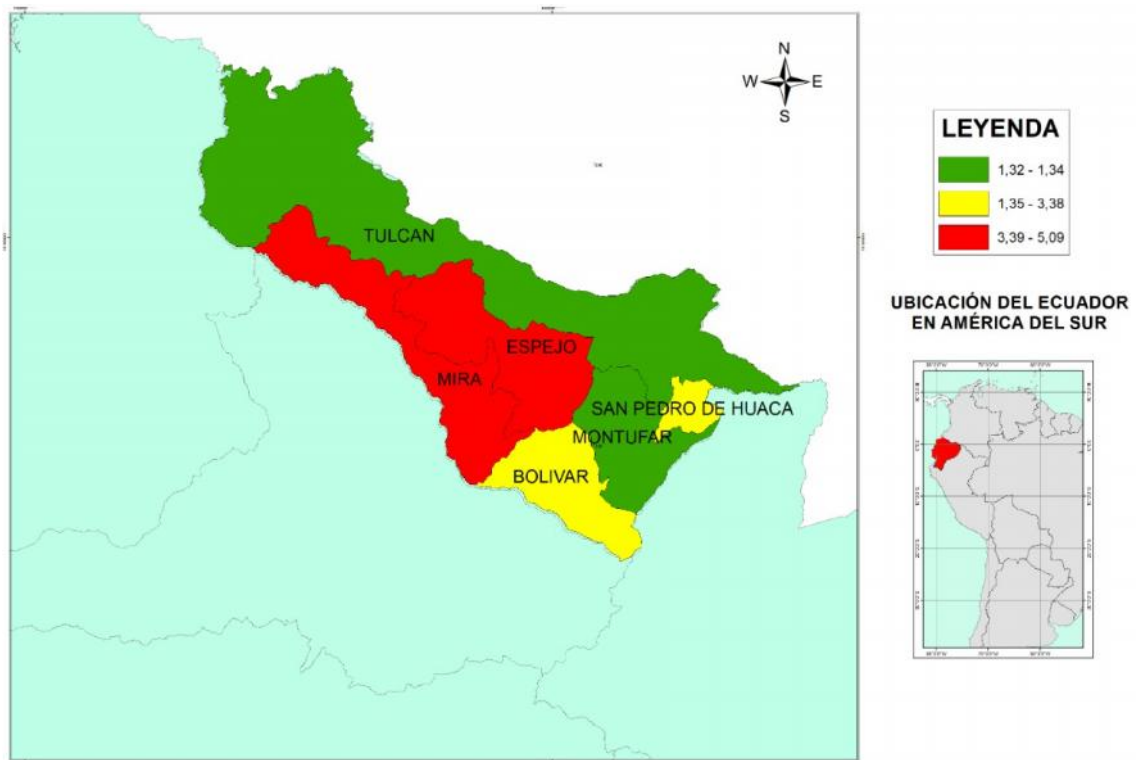 N
W E
S
TULCAN
ESPEJO
MIRA
SAN PEDRO DE HUACA
MONTUFAR
BOLIVAR
LEYENDA
1,32 - 1,34
1,35 - 3,38
3,39 - 5,09
UBICACIÓN DEL ECUADOR
EN AMÉRICA DEL SUR